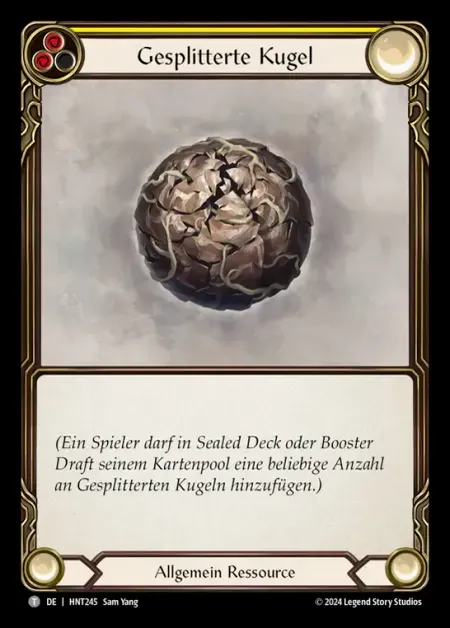 Gesplitterte Kugel
(Ein Spieler darf in Sealed Deck oder Booster
Draft seinem Kartenpool eine beliebige Anzahl
an Gesplitterten Kugeln hinzufügen.)
Allgemein Ressource
T DE | HNT245 Sam Yang © 2024 Legend Story Studios